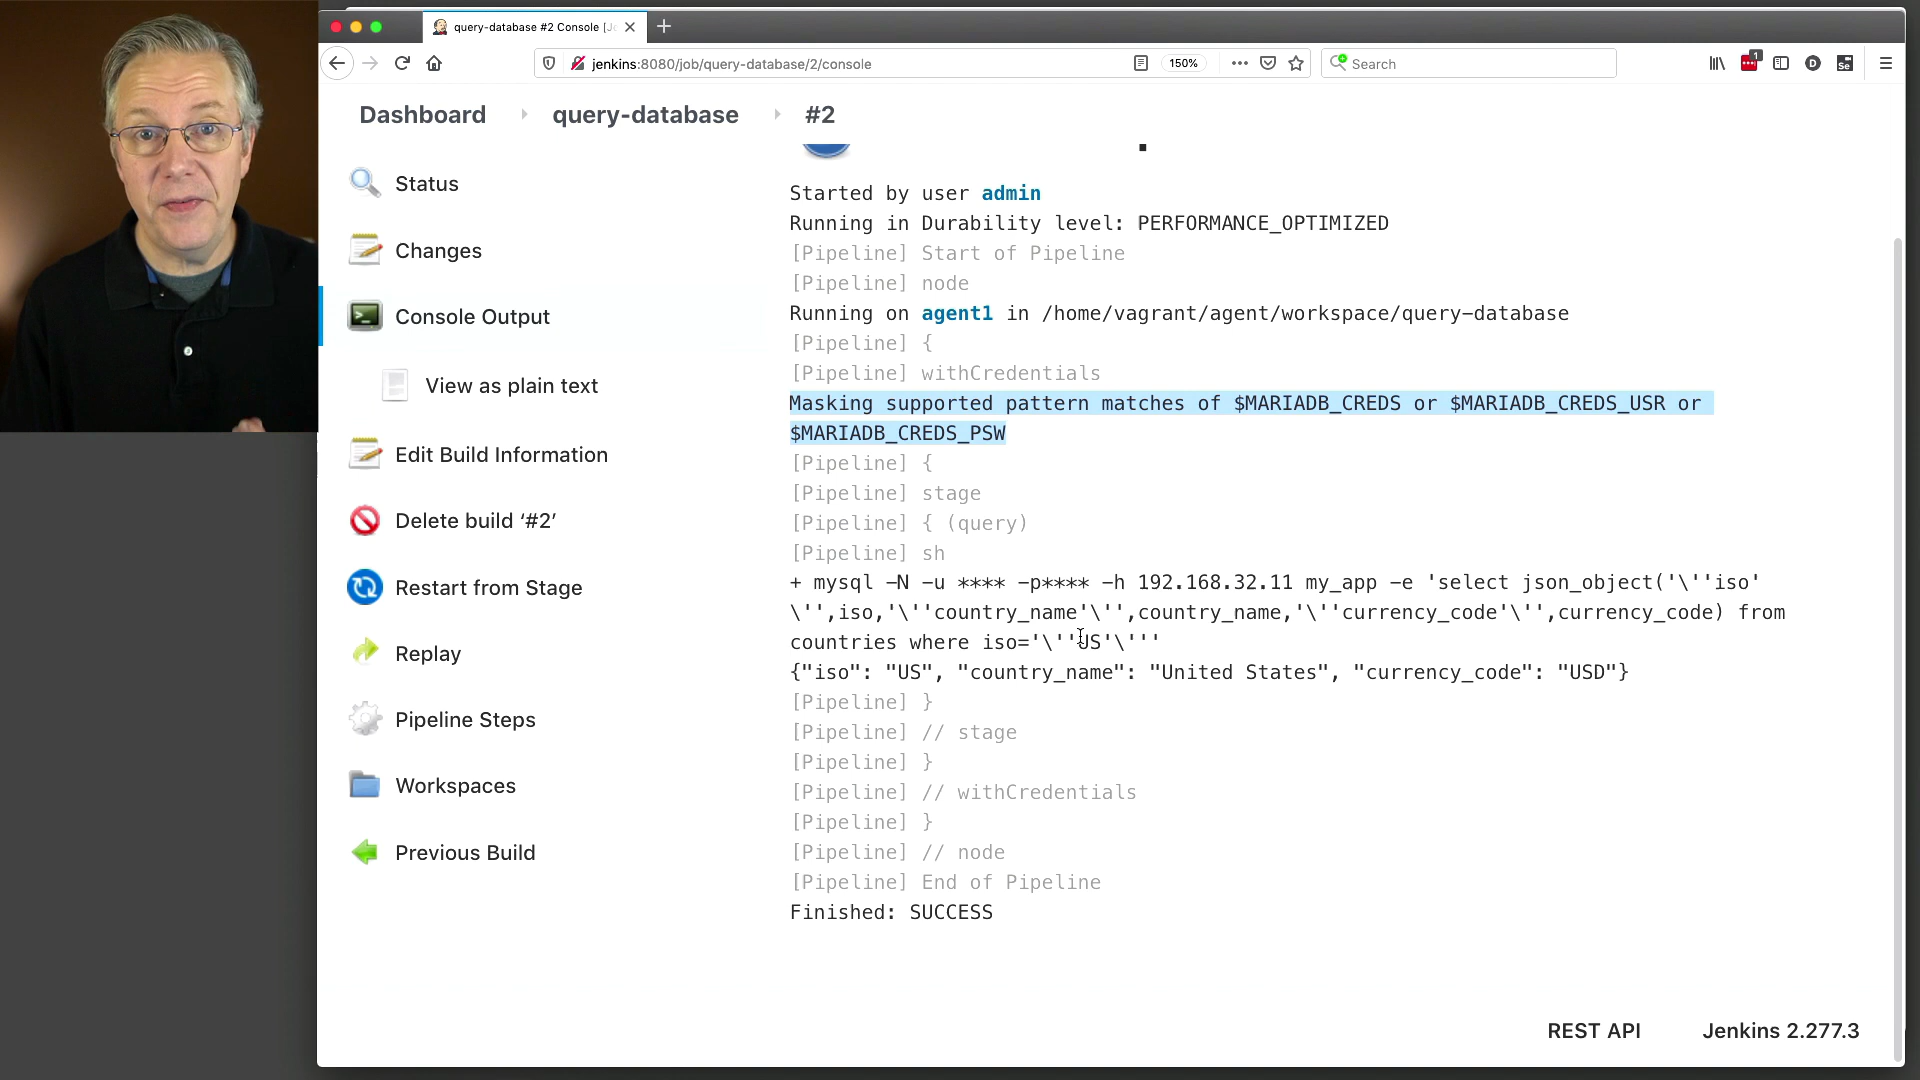 query-database #2 Console [Je
jenkins:8080/job/query-database/2/console
150%
Search
1
D
Se
Dashboard
query-database
#2
Status
Changes
Console Output
View as plain text
Edit Build Information
Delete build ‘#2’
Restart from Stage
Replay
Pipeline Steps
Workspaces
Previous Build
Started by user admin
Running in Durability level: PERFORMANCE_OPTIMIZED
[Pipeline] Start of Pipeline
[Pipeline] node
Running on agent1 in /home/vagrant/agent/workspace/query-database
[Pipeline] {
[Pipeline] withCredentials
Masking supported pattern matches of $MARIADB_CREDS or $MARIADB_CREDS_USR or
$MARIADB_CREDS_PSW
[Pipeline] {
[Pipeline] stage
[Pipeline] { (query)
[Pipeline] sh
+ mysql -N -u **** -p**** -h 192.168.32.11 my_app -e 'select json_object('\''iso'
\'',iso,'\''country_name'\'',country_name,'\''currency_code'\'',currency_code) from
countries where iso='\''US'\'''
{"iso": "US", "country_name": "United States", "currency_code": "USD"}
[Pipeline] }
[Pipeline] // stage
[Pipeline] }
[Pipeline] // withCredentials
[Pipeline] }
[Pipeline] // node
[Pipeline] End of Pipeline
Finished: SUCCESS
REST API
Jenkins 2.277.3